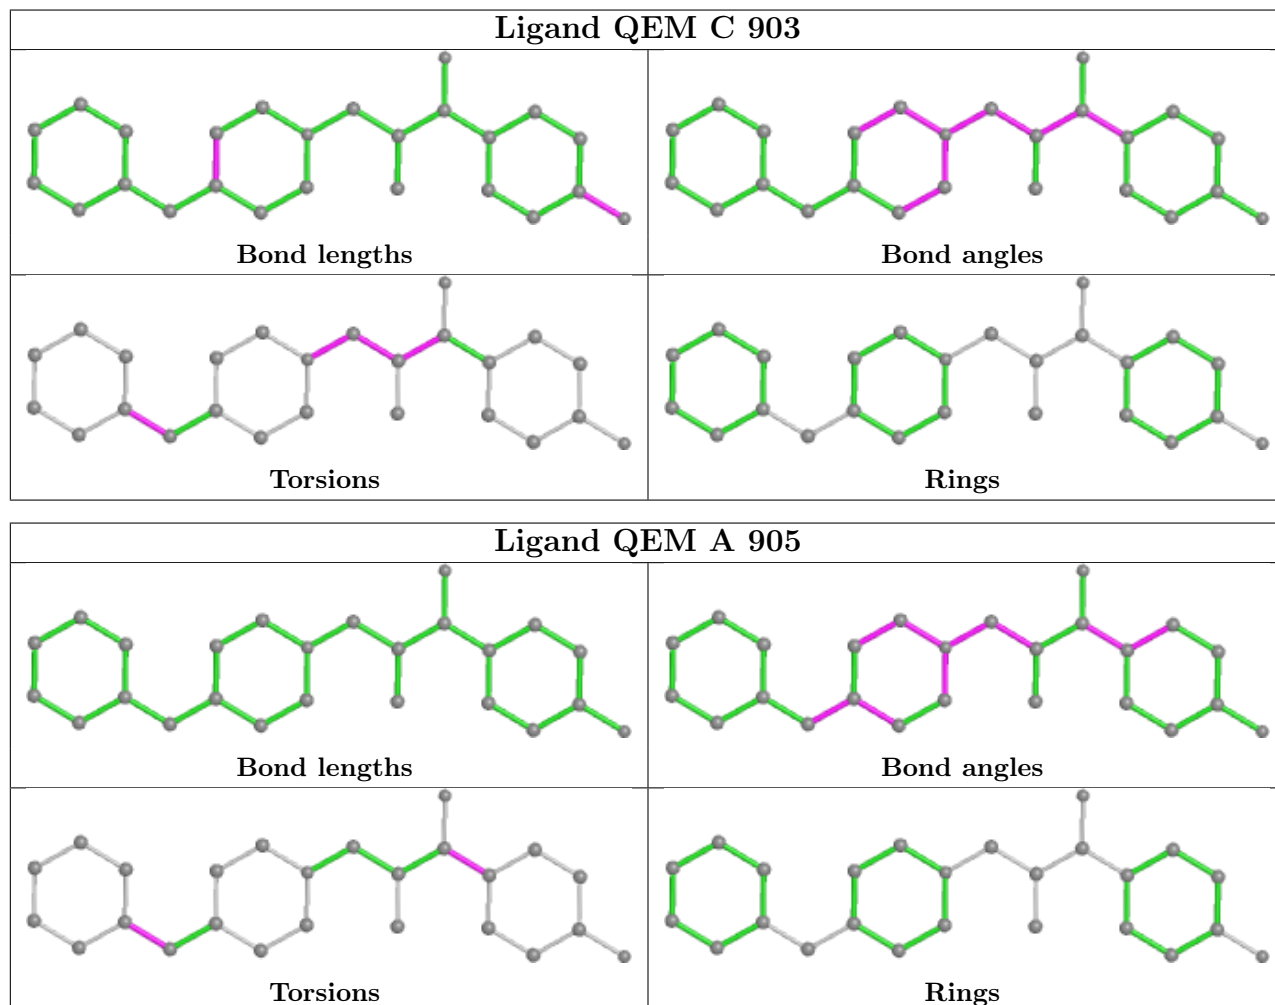 Ligand QEM C 903
Bond lengths
Bond angles
Torsions
Rings
Ligand QEM A 905
Bond lengths
Bond angles
Torsions
Rings